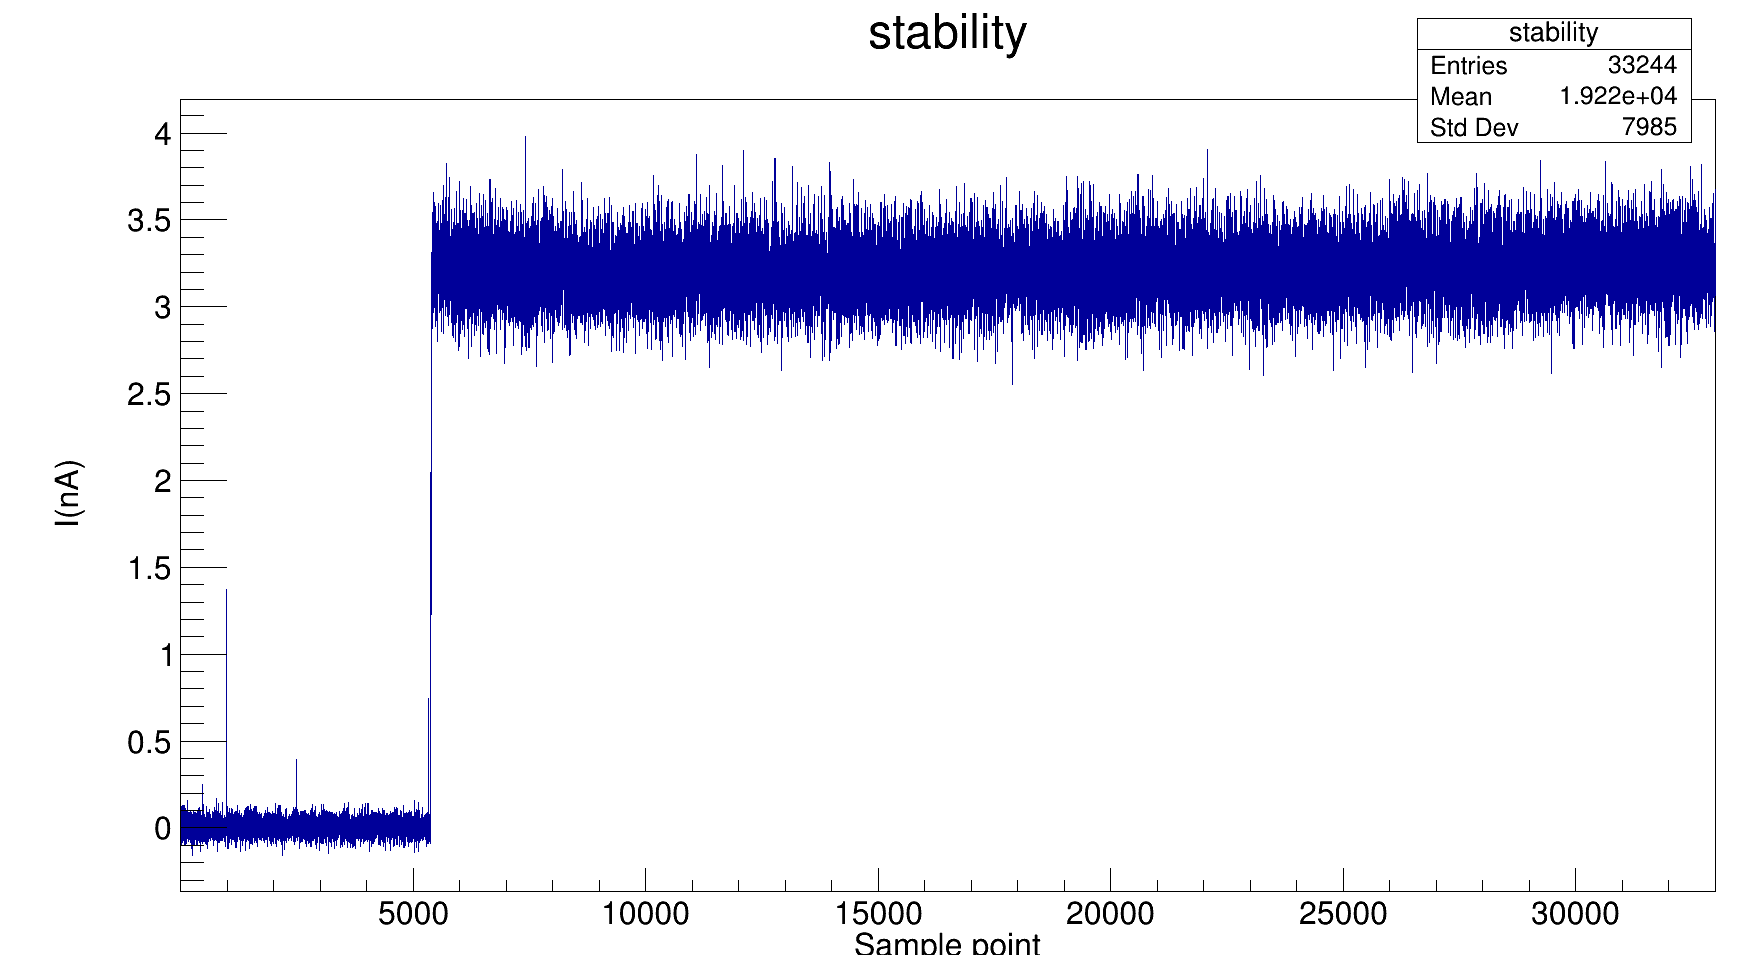 stability
stability
Entries 33244
Mean 1.922e+04
Std Dev 7985
4
3.5
3
2.5
2
1.5
1
0.5
0
I(nA)
5000 10000 15000 20000 25000 30000
Sample point